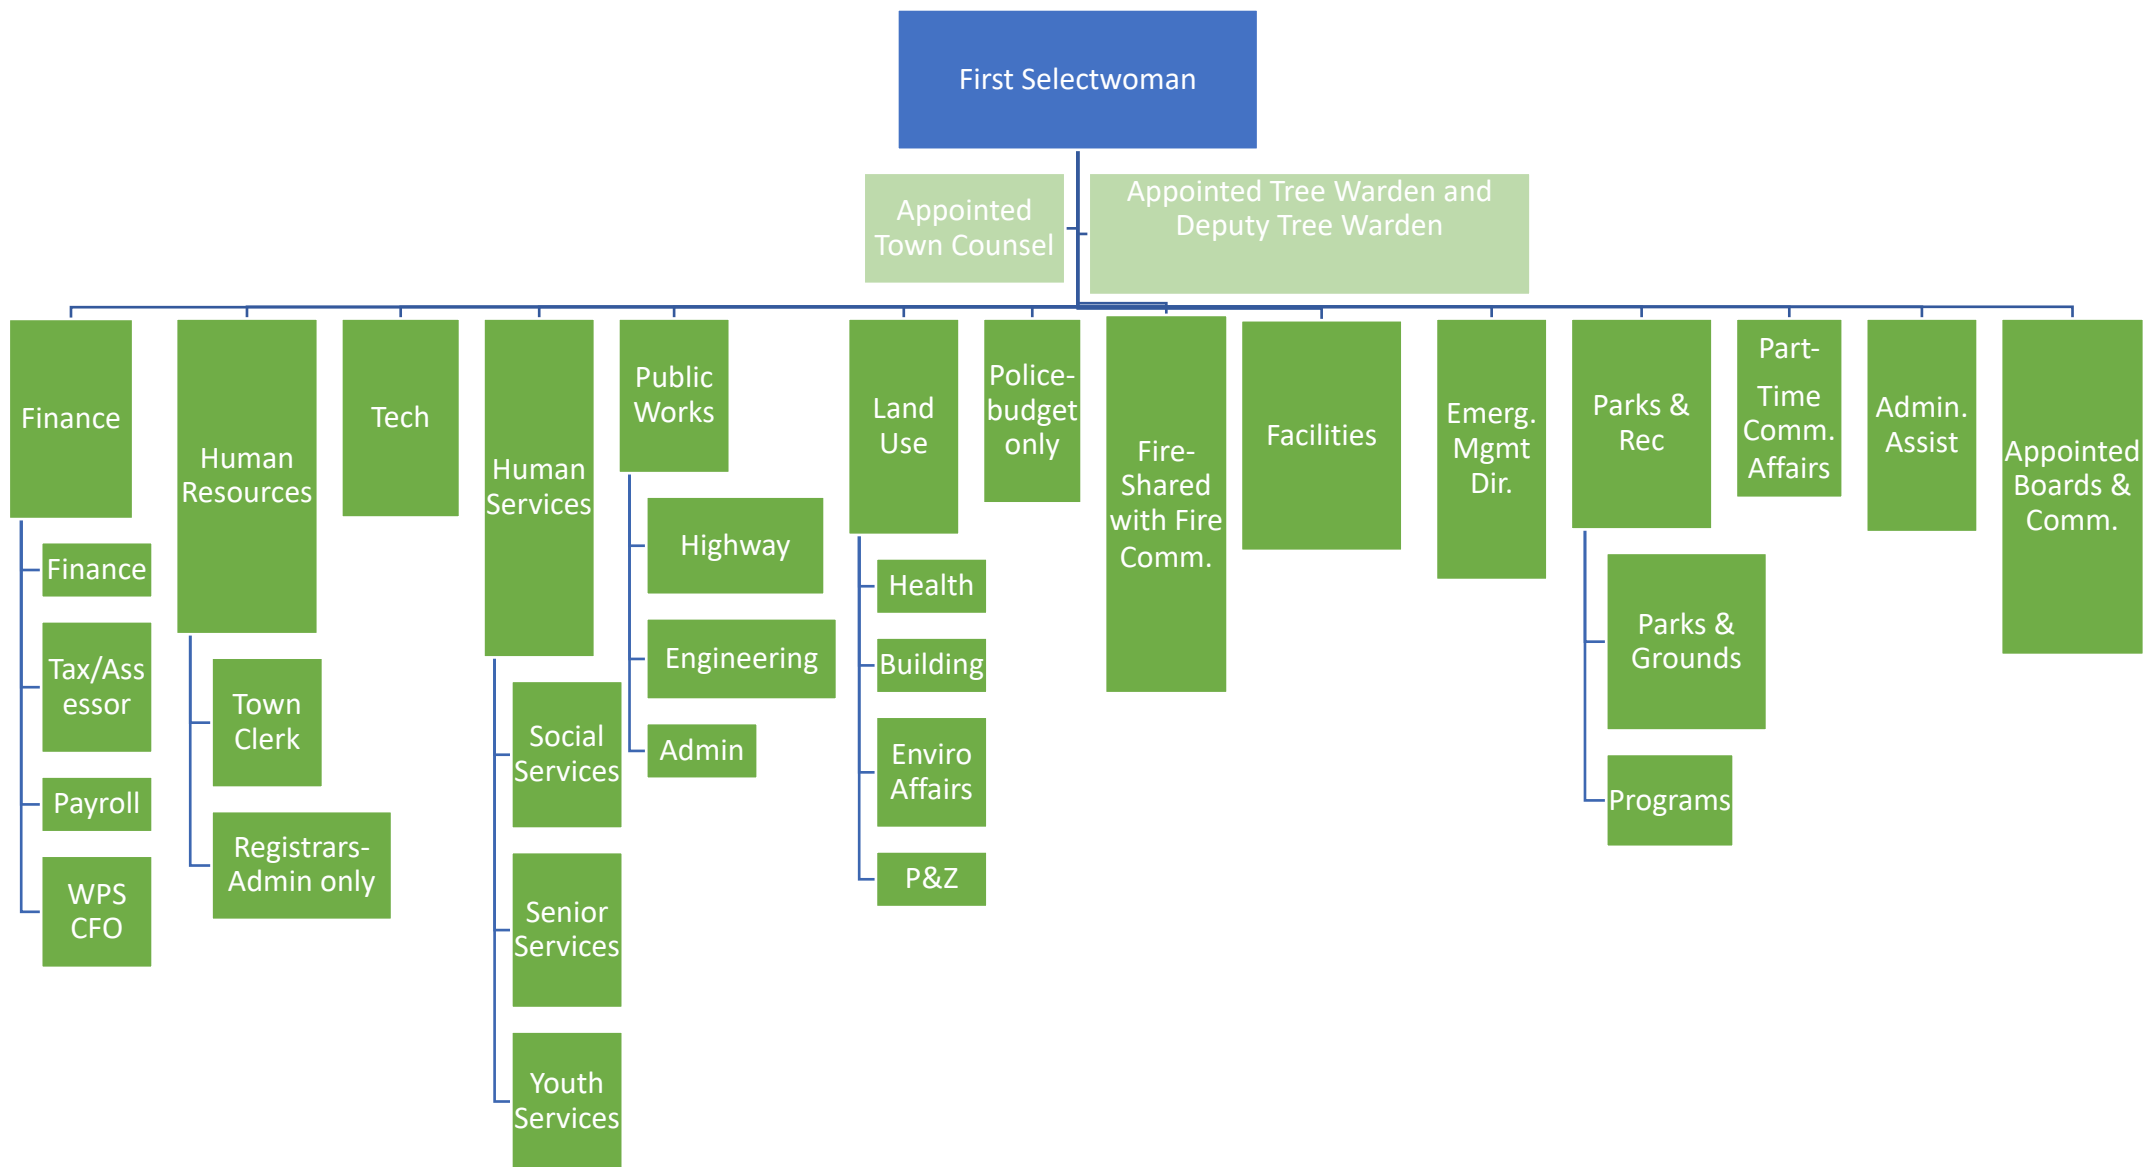 First Selectwoman
Appointed
Town Counsel
Appointed Tree Warden and
Deputy Tree Warden
Finance
Finance
Tax/Ass
essor
Payroll
WPS
CFO
Human
Resources
Town
Clerk
Registrars-
Admin only
Tech
Human
Services
Social
Services
Senior
Services
Youth
Services
Public
Works
Highway
Engineering
Admin
Land
Use
Health
Building
Enviro
Affairs
P&Z
Police-
budget
only
Fire-
Shared
with Fire
Comm.
Facilities
Emerg.
Mgmt
Dir.
Parks &
Rec
Parks &
Grounds
Programs
Part-
Time
Comm.
Affairs
Admin.
Assist
Appointed
Boards &
Comm.